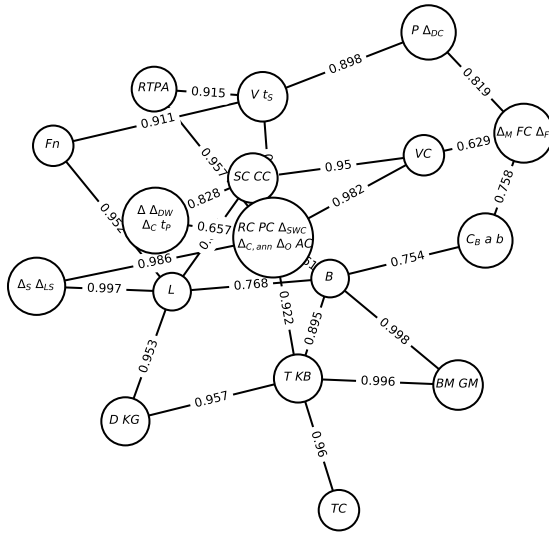 P Δ_DC
0.898
0.819
RTPA
0.915
V t_S
0.911
Δ_M FC Δ_F
Fn
0.629
VC
0.95
0.957
SC CC
0.758
0.828
0.982
0.952
Δ Δ_DW
Δ_C t_P
0.657
RC PC Δ_SWC
Δ_C,ann Δ_O AC
C_B a b
0.986
0.754
Δ_S Δ_LS
0.997
L
0.768
B
0.922
0.895
0.998
0.953
T KB
0.996
BM GM
0.957
D KG
0.96
TC